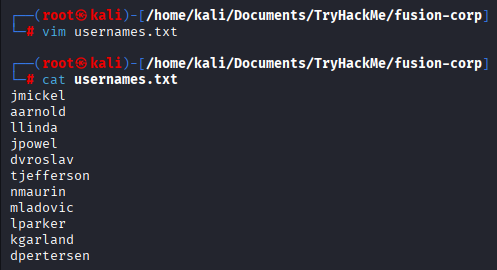 ┌──(root㉿kali)-[/home/kali/Documents/TryHackMe/fusion-corp]
└─# vim usernames.txt
┌──(root㉿kali)-[/home/kali/Documents/TryHackMe/fusion-corp]
└─# cat usernames.txt
jmickel
aarnold
llinda
jpowel
dvroslav
tjefferson
nmaurin
mladovic
lparker
kgarland
dpertersen